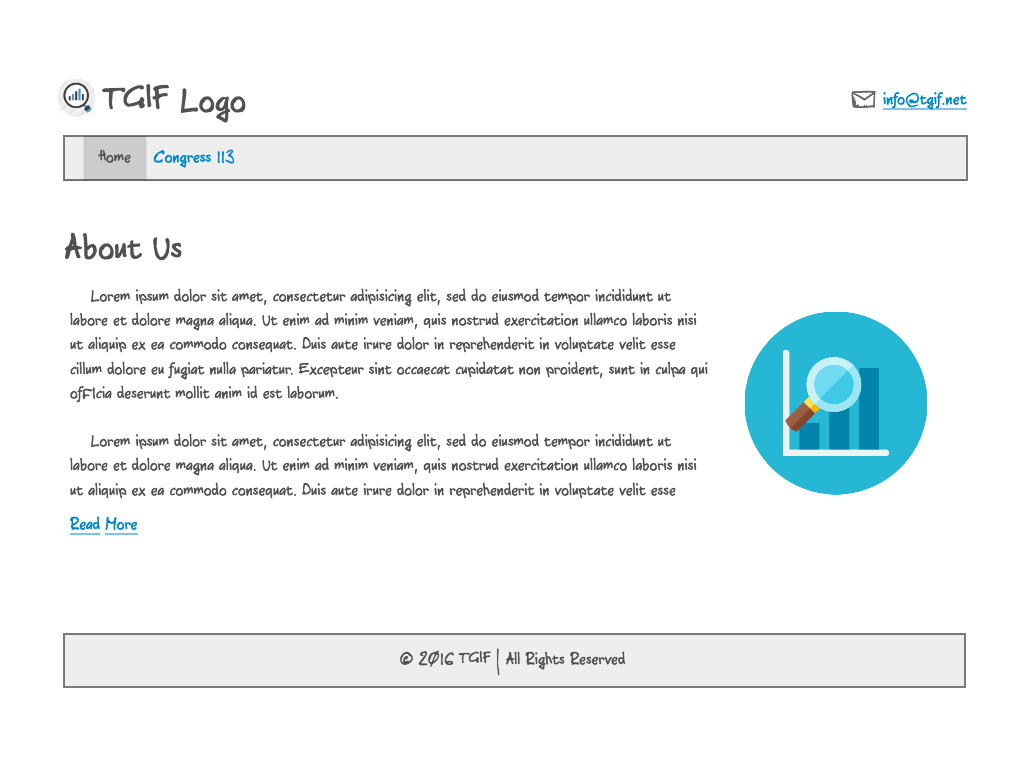 TGIF Logo
info@tgif.net
Home Congress 113
About Us
Lorem ipsum dolor sit amet, consectetur adipisicing elit, sed do eiusmod tempor incididunt ut
labore et dolore magna aliqua. Ut enim ad minim veniam, quis nostrud exercitation ullamco laboris nisi
ut aliquip ex ea commodo consequat. Duis aute irure dolor in reprehenderit in voluptate velit esse
cillum dolore eu fugiat nulla pariatur. Excepteur sint occaecat cupidatat non proident, sunt in culpa qui
ofFIcia deserunt mollit anim id est laborum.
Lorem ipsum dolor sit amet, consectetur adipisicing elit, sed do eiusmod tempor incididunt ut
labore et dolore magna aliqua. Ut enim ad minim veniam, quis nostrud exercitation ullamco laboris nisi
ut aliquip ex ea commodo consequat. Duis aute irure dolor in reprehenderit in voluptate velit esse
Read More
© 2016 TGIF | All Rights Reserved